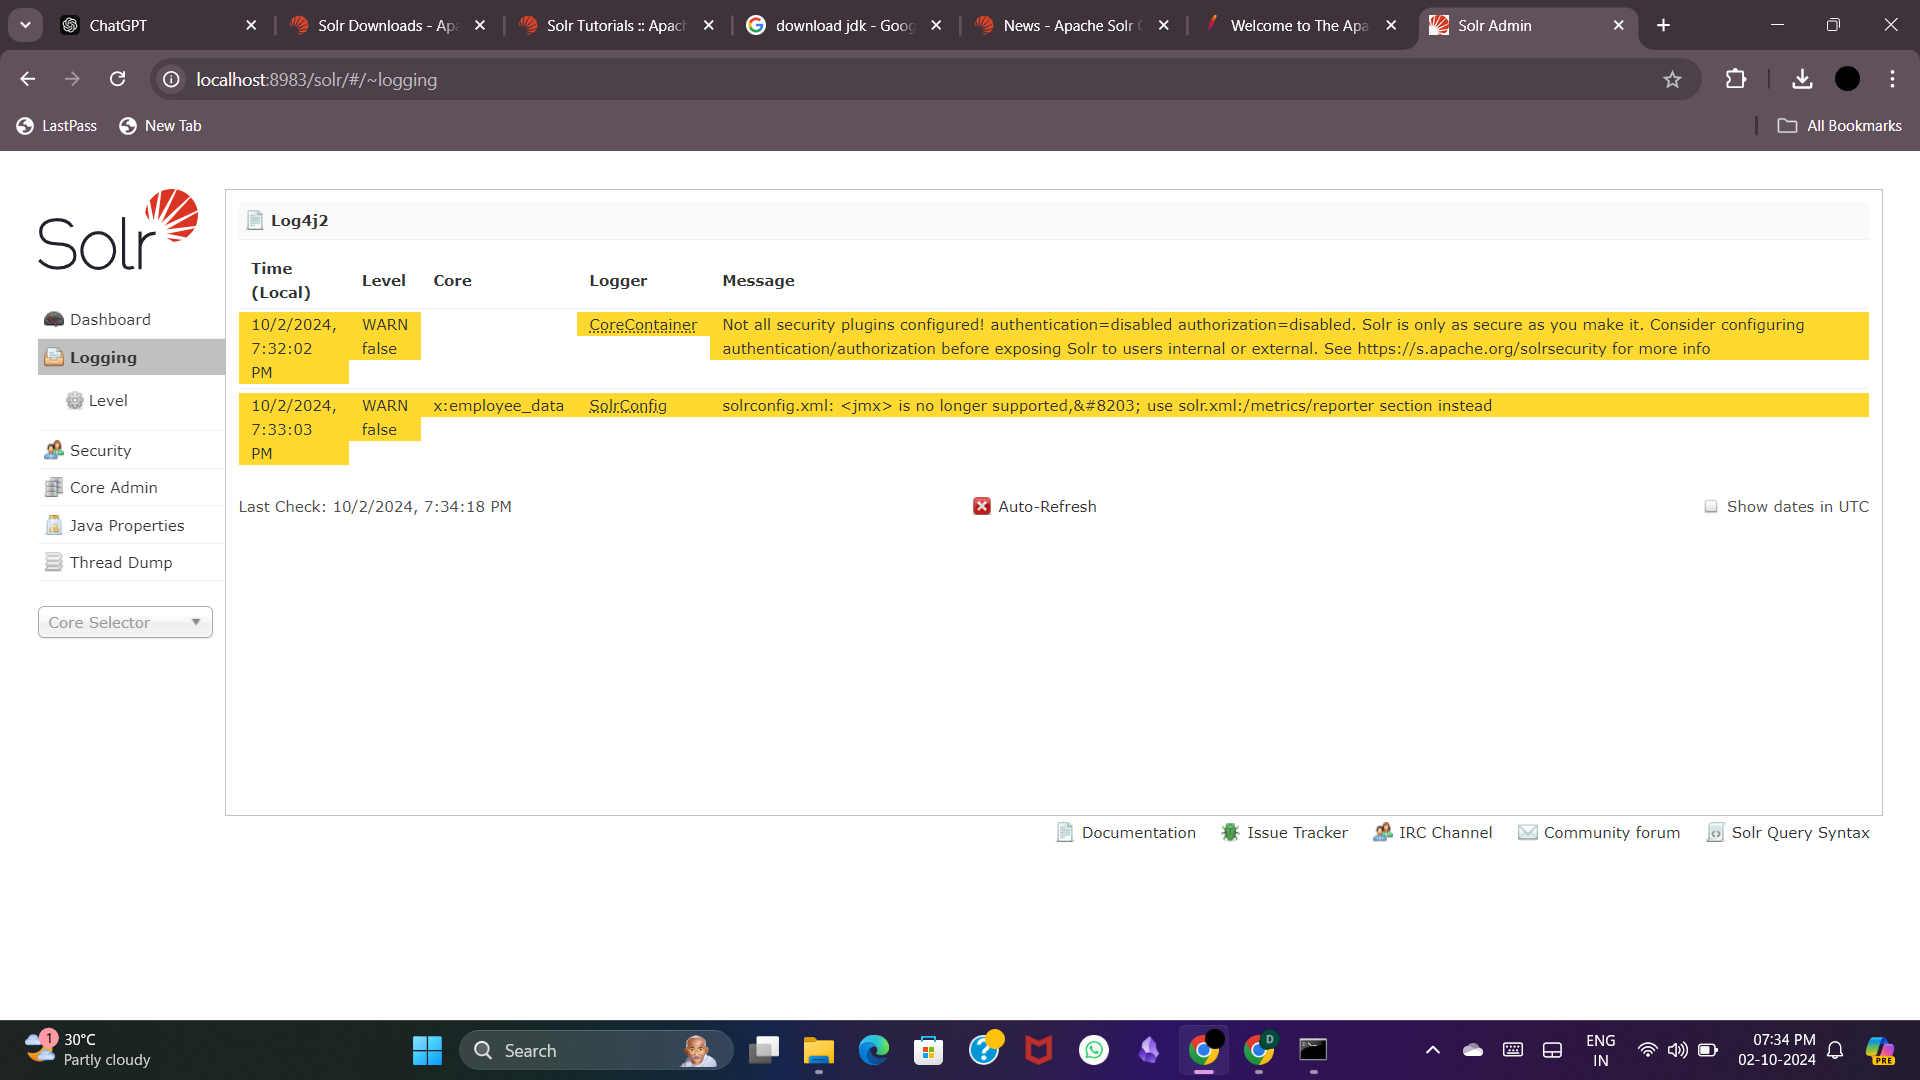 ChatGPT
Solr Downloads - Ap
Solr Tutorials :: Apach
download jdk - Goog
News - Apache Solr
Welcome to The Apa
Solr Admin
localhost:8983/solr/#/~logging
LastPass
New Tab
All Bookmarks
Solr
Dashboard
Logging
Level
Security
Core Admin
Java Properties
Thread Dump
Core Selector
Log4j2
Time (Local) Level Core Logger Message
10/2/2024, 7:32:02 PM WARN false CoreContainer Not all security plugins configured! authentication=disabled authorization=disabled. Solr is only as secure as you make it. Consider configuring
authentication/authorization before exposing Solr to users internal or external. See https://s.apache.org/solrsecurity for more info
10/2/2024, 7:33:03 PM WARN false x:employee_data SolrConfig solrconfig.xml: <jmx> is no longer supported,&#8203; use solr.xml:/metrics/reporter section instead
Last Check: 10/2/2024, 7:34:18 PM
Auto-Refresh
Show dates in UTC
Documentation
Issue Tracker
IRC Channel
Community forum
Solr Query Syntax
1
30°C
Partly cloudy
Search
D
ENG
IN
07:34 PM
02-10-2024
PRE